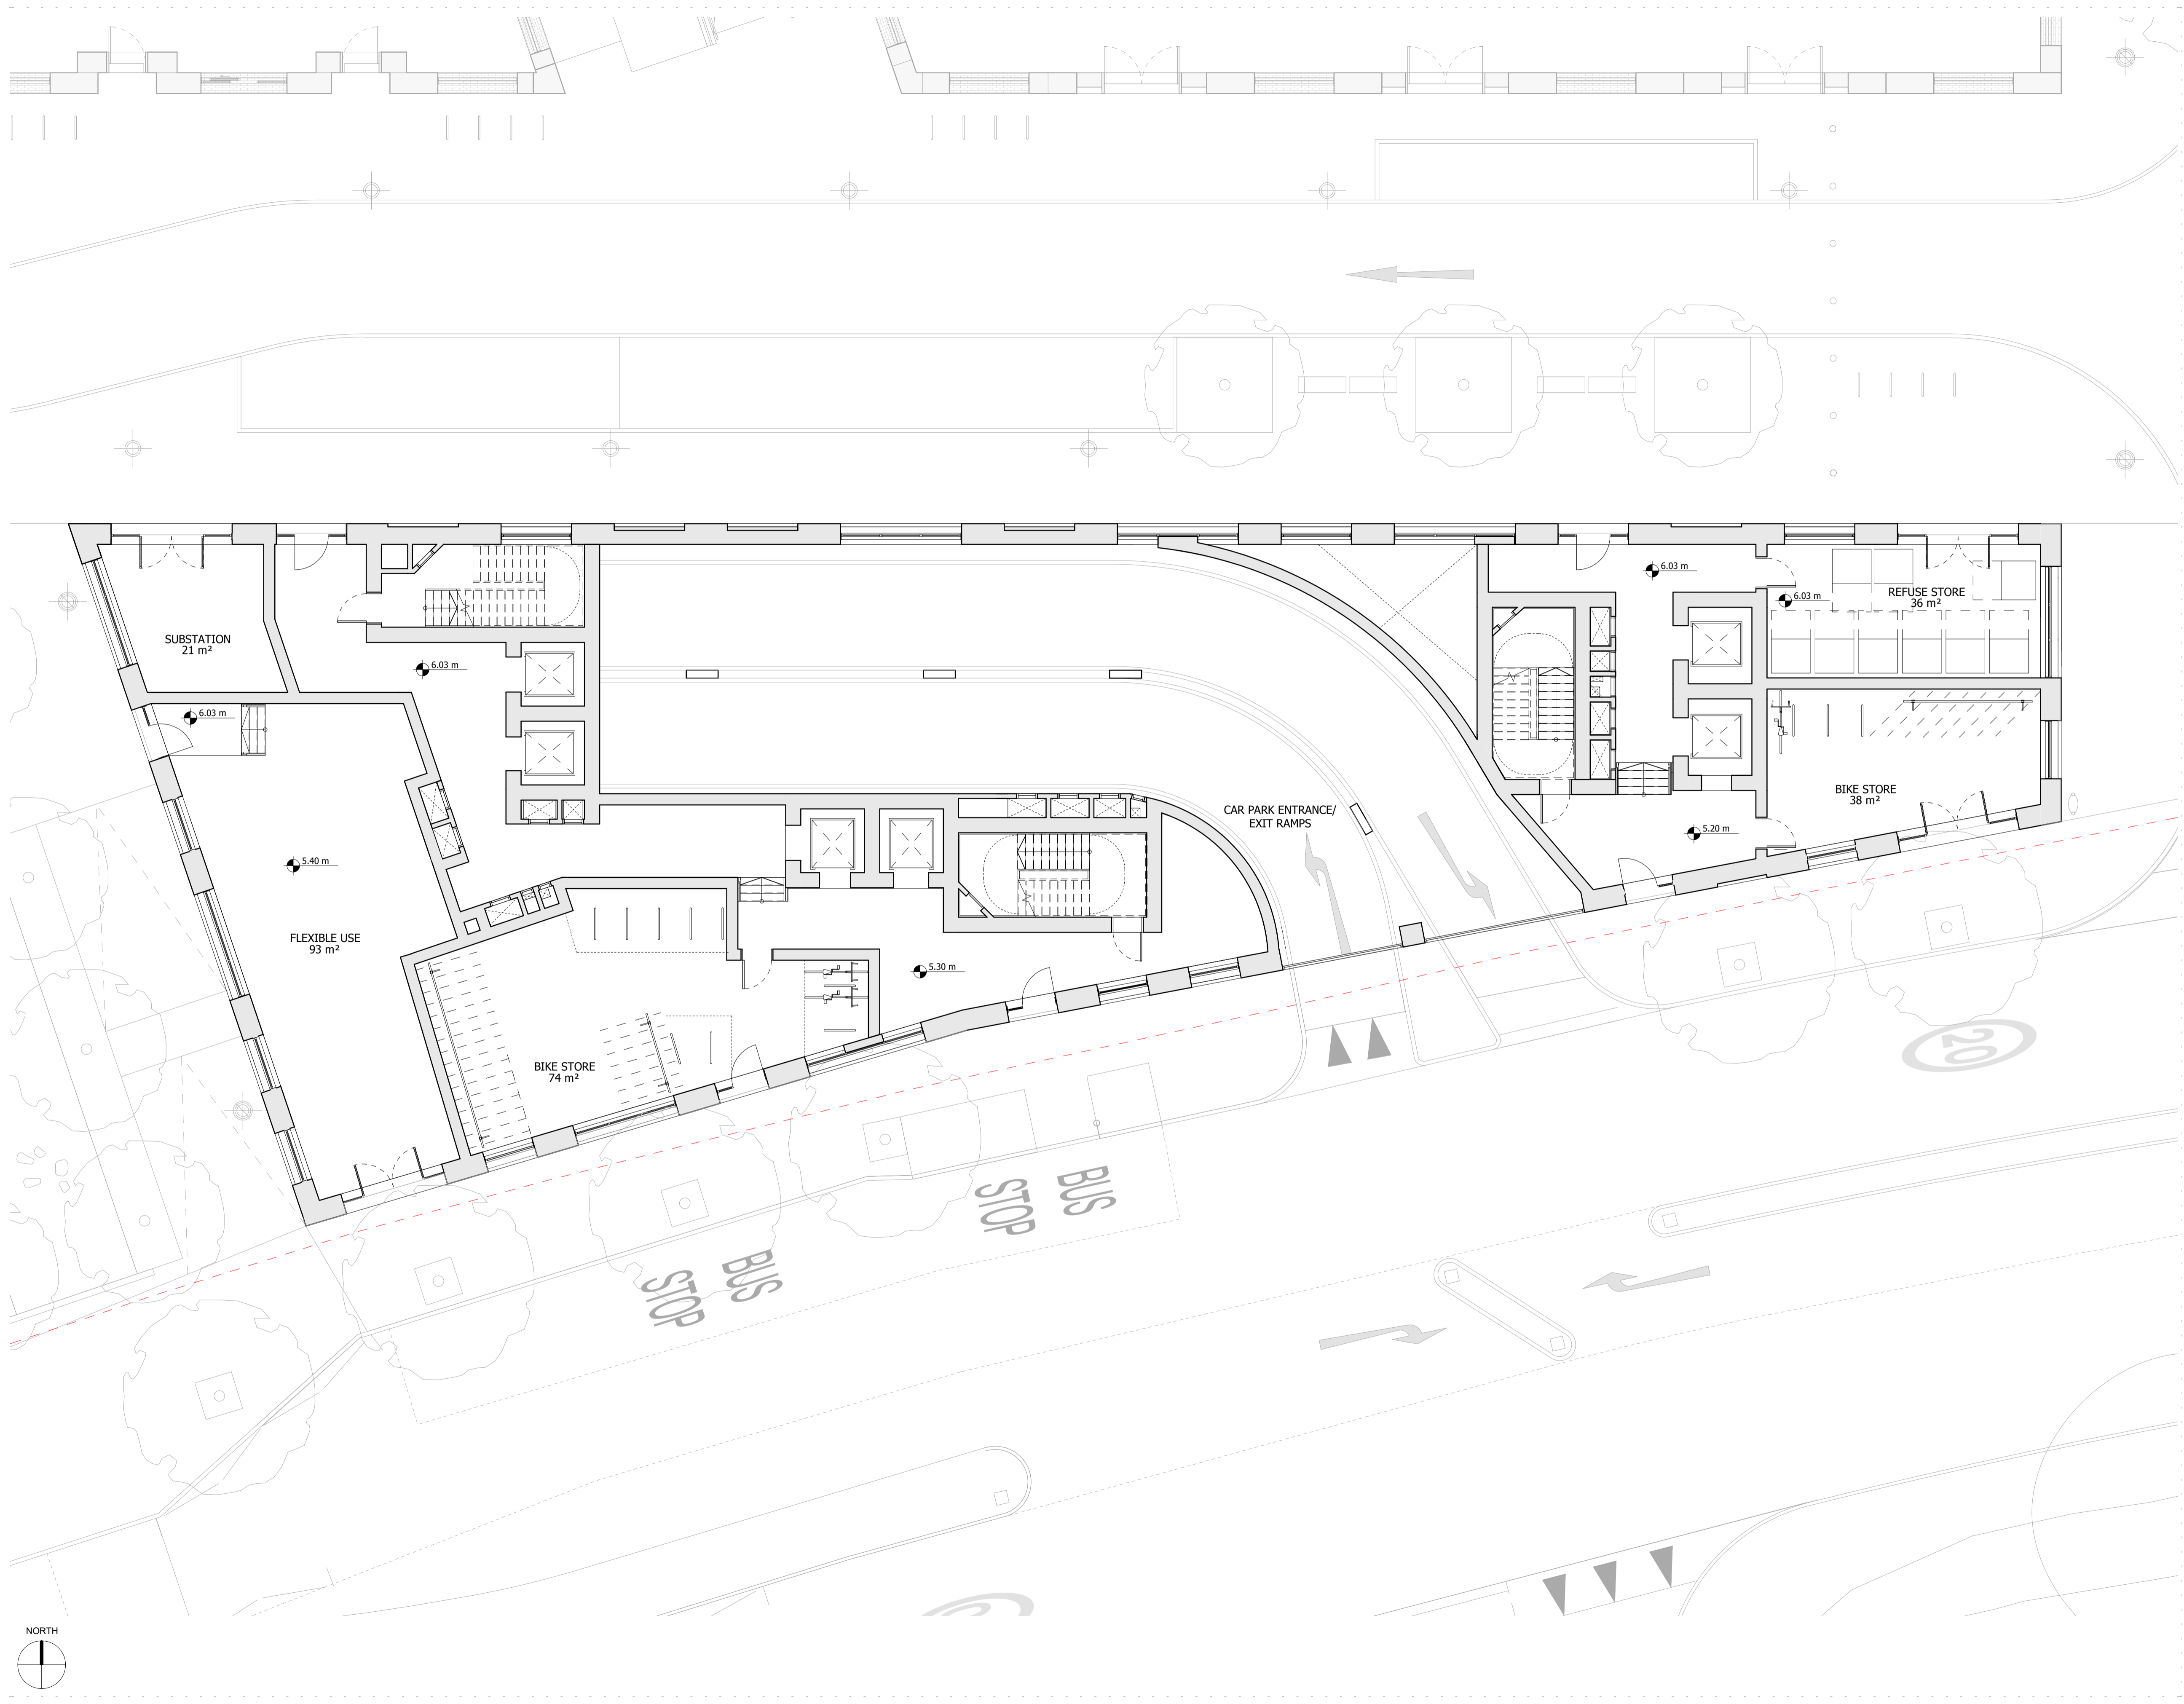 6.03 m
6.03 m
REFUSE STORE
36 m²
SUBSTATION
21 m²
6.03 m
6.03 m
BIKE STORE
38 m²
CAR PARK ENTRANCE/
EXIT RAMPS
5.20 m
5.40 m
FLEXIBLE USE
93 m²
5.30 m
BIKE STORE
74 m²
20
BUS
STOP
BUS
STOP
NORTH